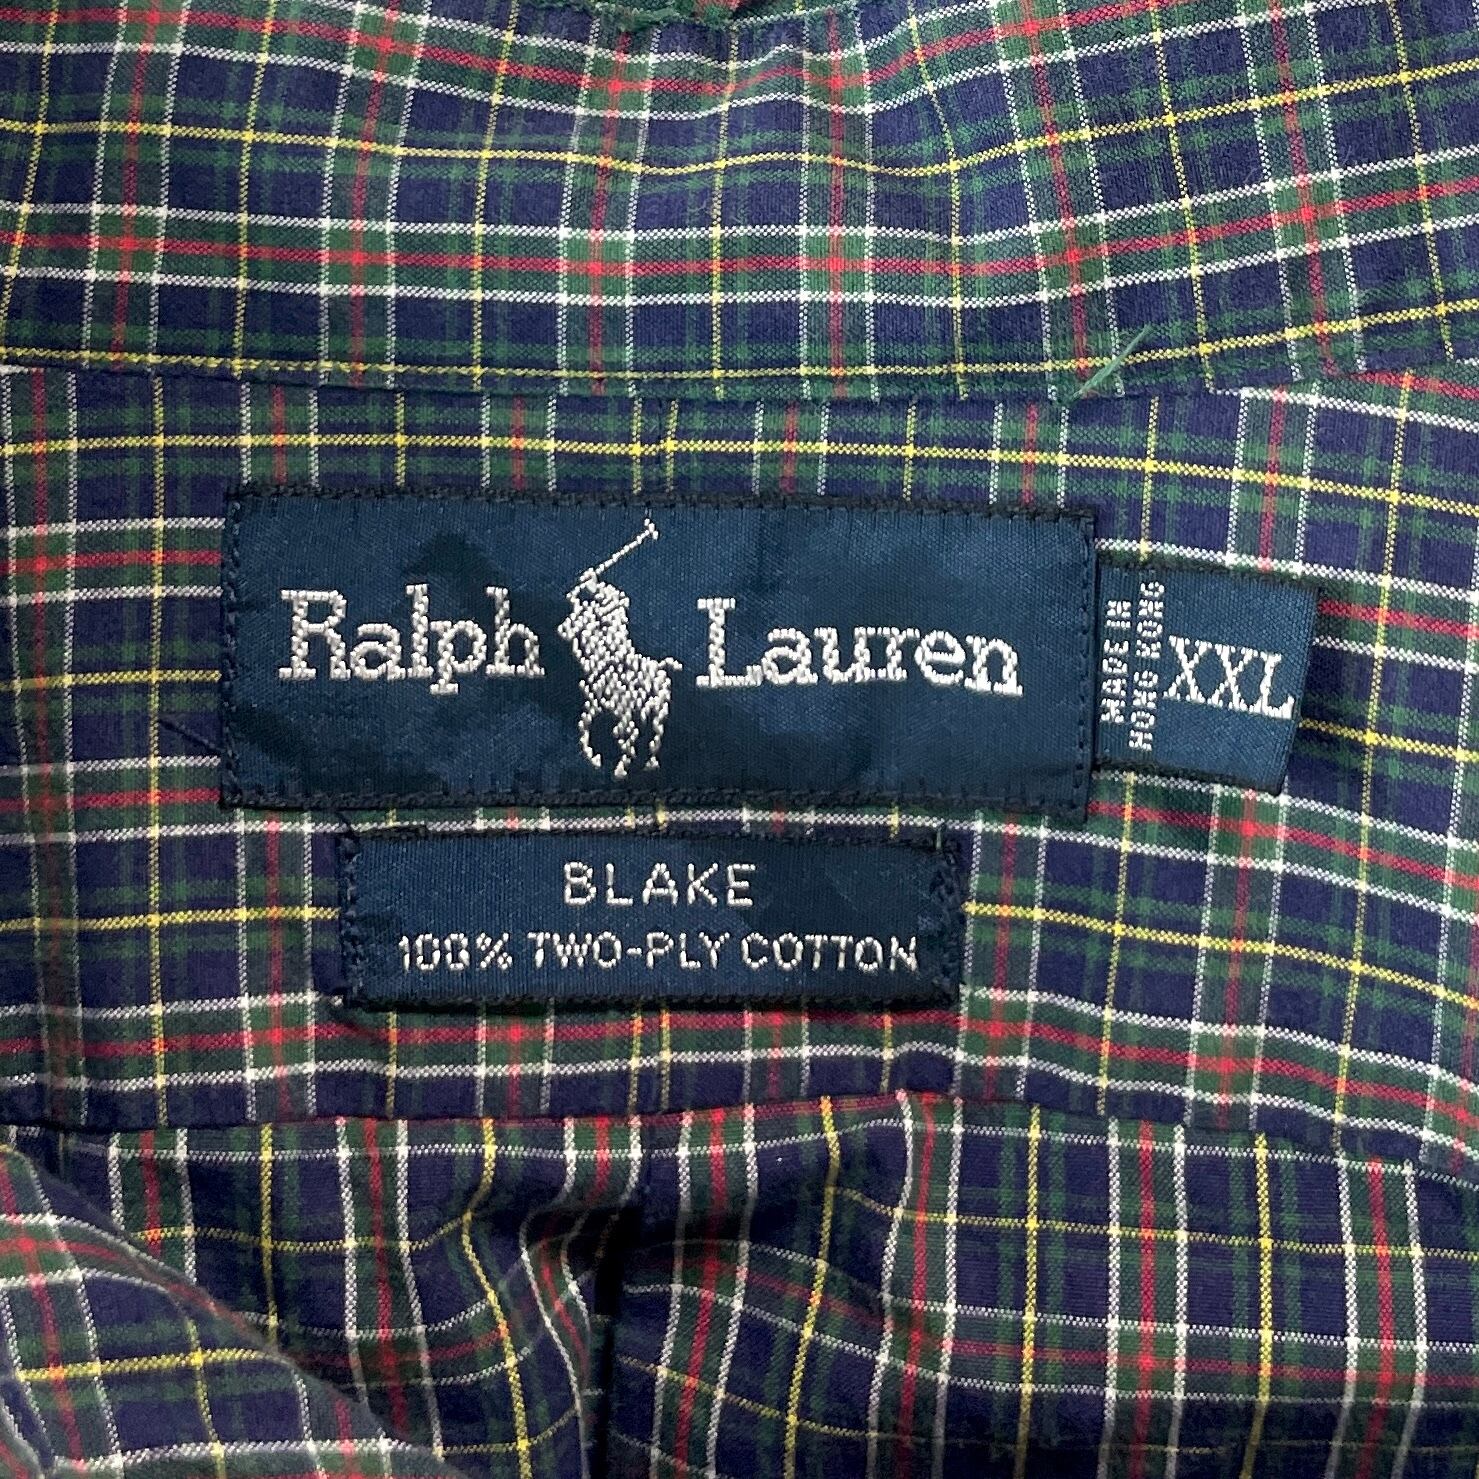 Ralph Lauren
MADE IN
HONG KONG
XXL
BLAKE
100% TWO-PLY COTTON